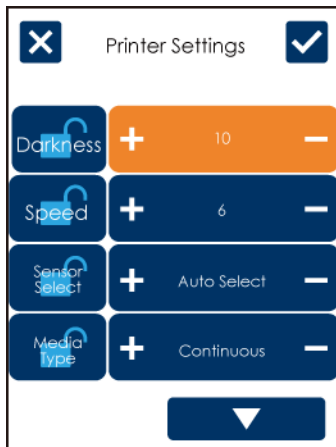 Printer Settings
Darkness + 10 −
Speed + 6 −
Sensor
Select + Auto Select −
Media
Type + Continuous −